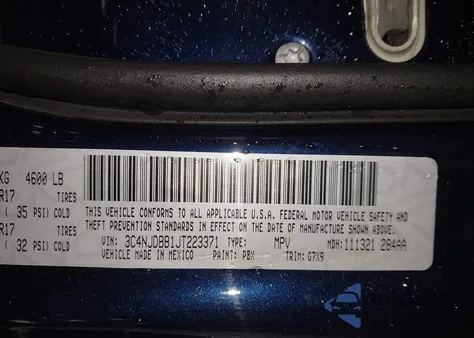 KG 4600 LB
R17 TIRES
( 35 PSI) COLD
R17 TIRES
( 32 PSI) COLD
THIS VEHICLE CONFORMS TO ALL APPLICABLE U.S.A. FEDERAL MOTOR VEHICLE SAFETY AND
THEFT PREVENTION STANDARDS IN EFFECT ON THE DATE OF MANUFACTURE SHOWN ABOVE.
VIN: 3C4NJDBB1JT223371 TYPE: MPV MDH: 111321 284AA
VEHICLE MADE IN MEXICO PAINT: PBX TRIM: G7X9